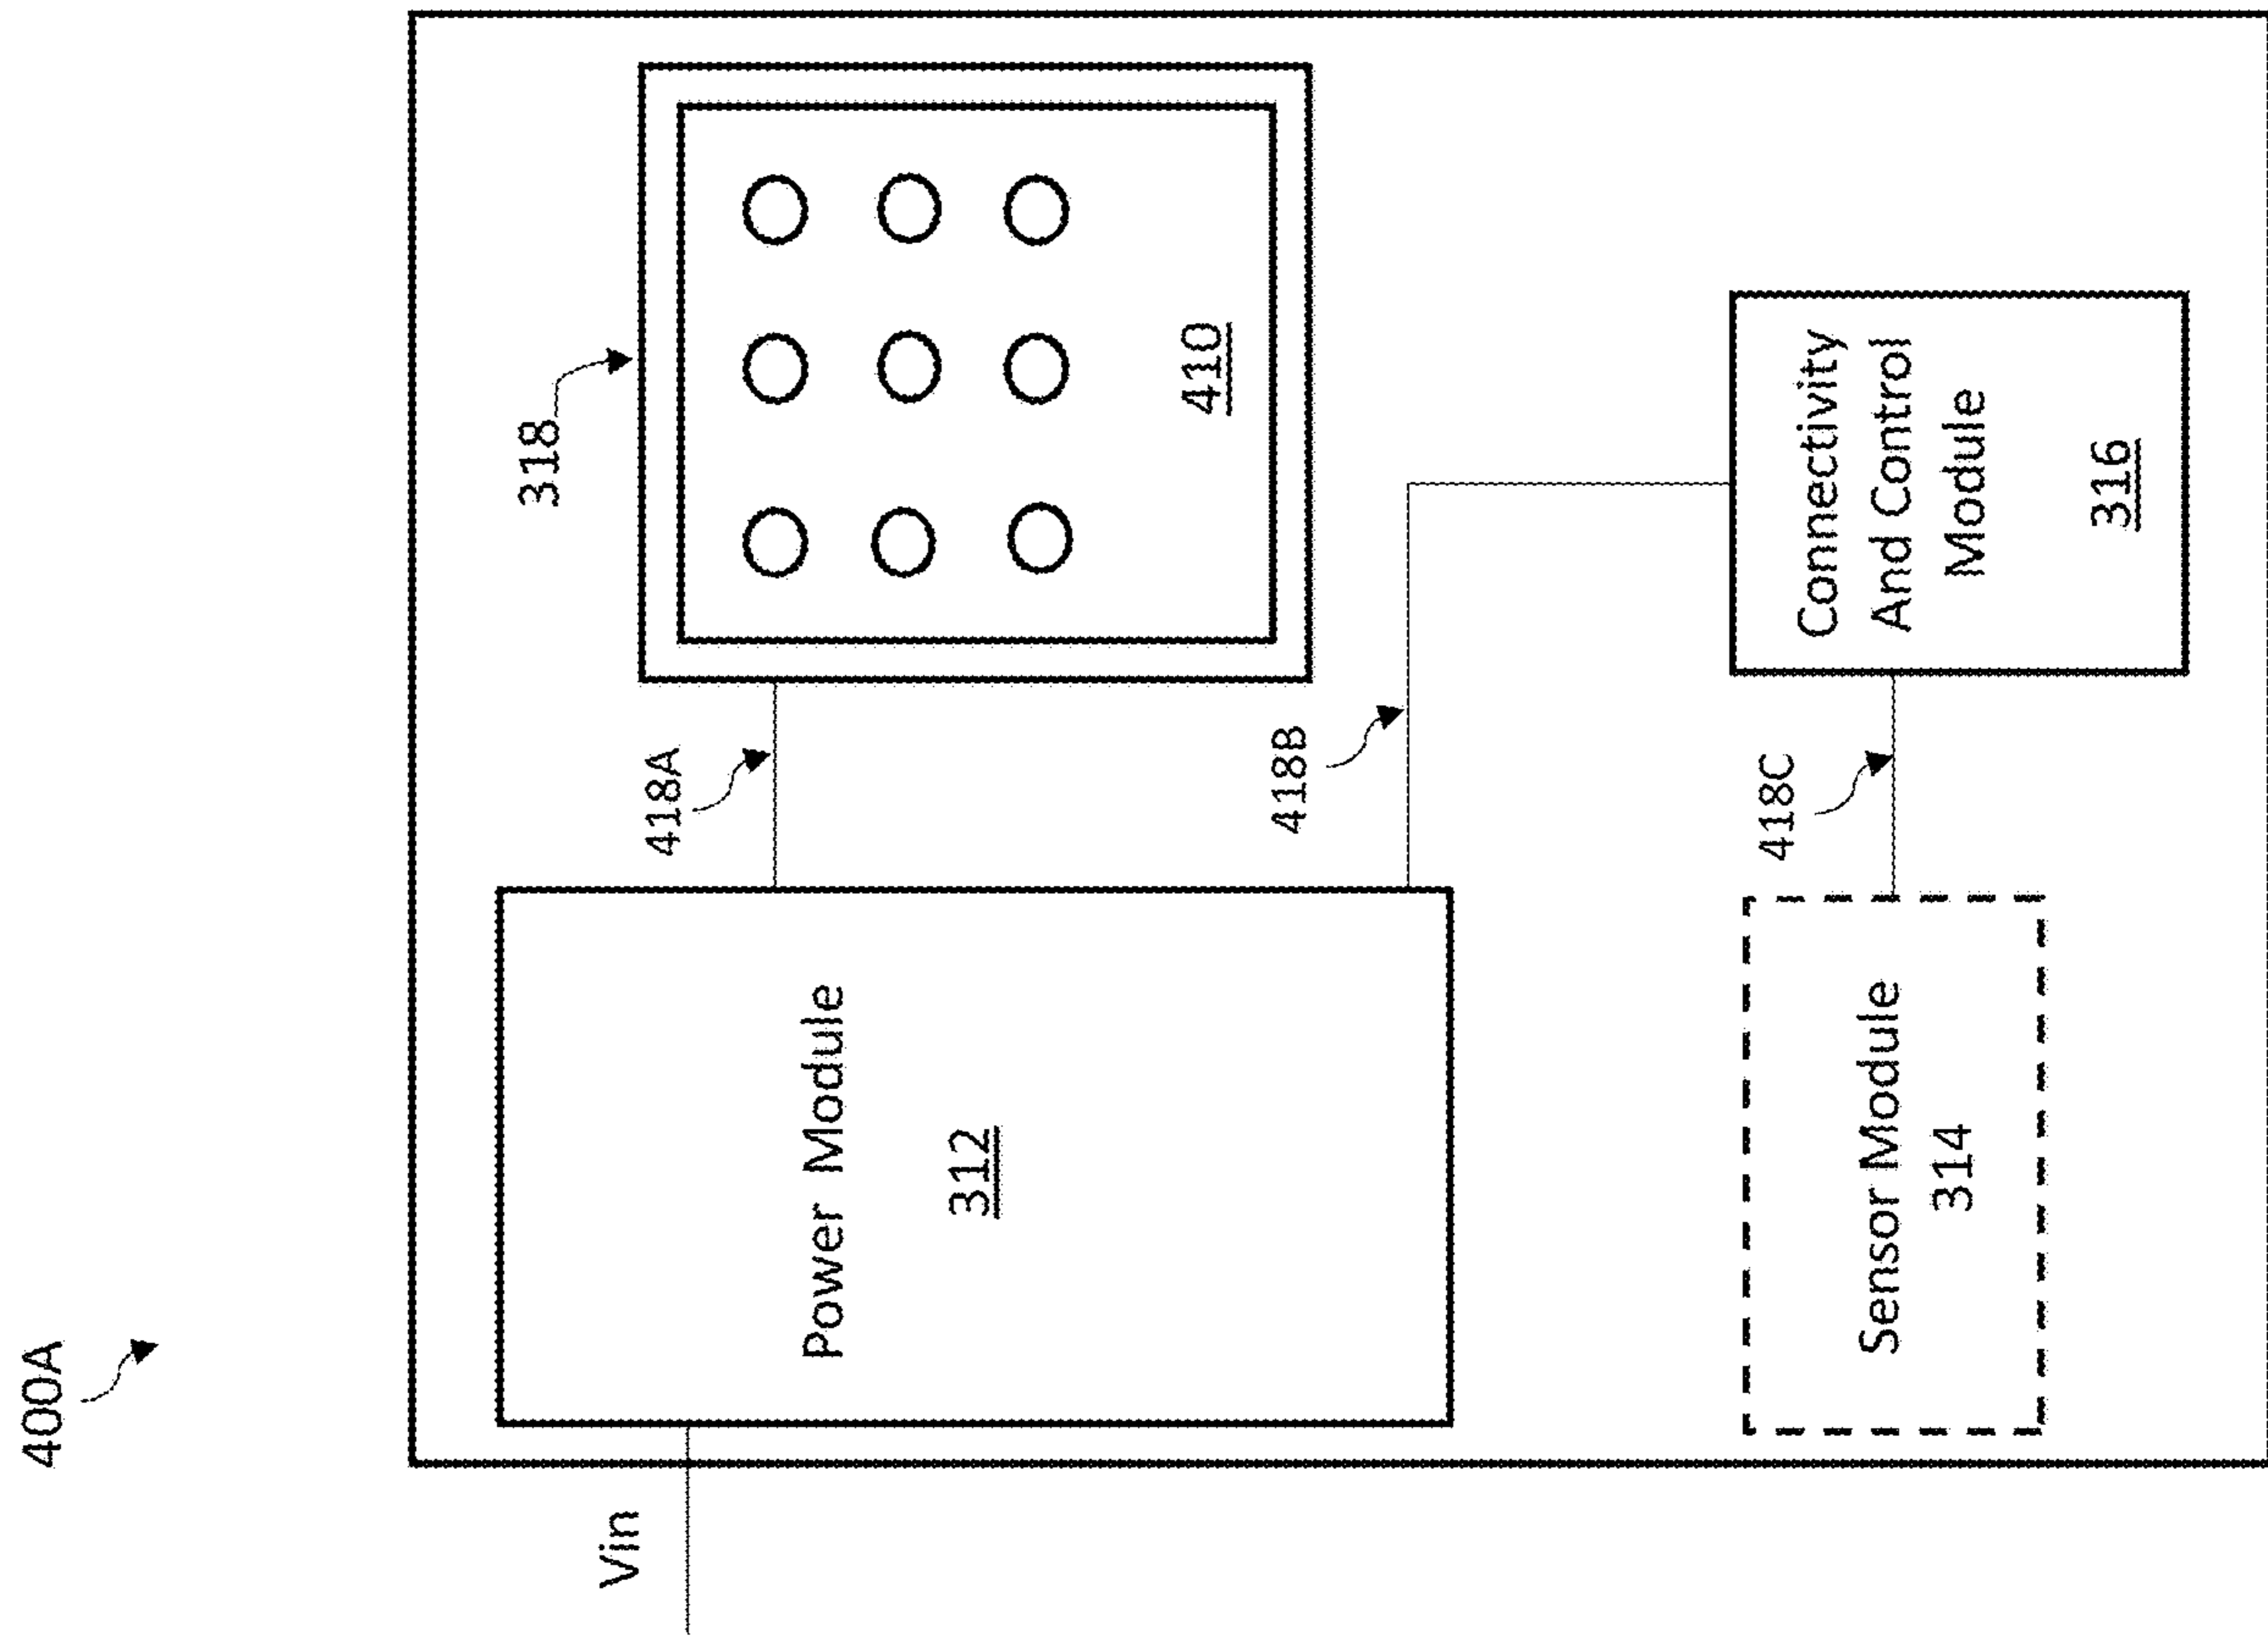 400A
Vin
318
418A
410
Power Module
312
418B
418C
Connectivity
And Control
Module
316
Sensor Module
314